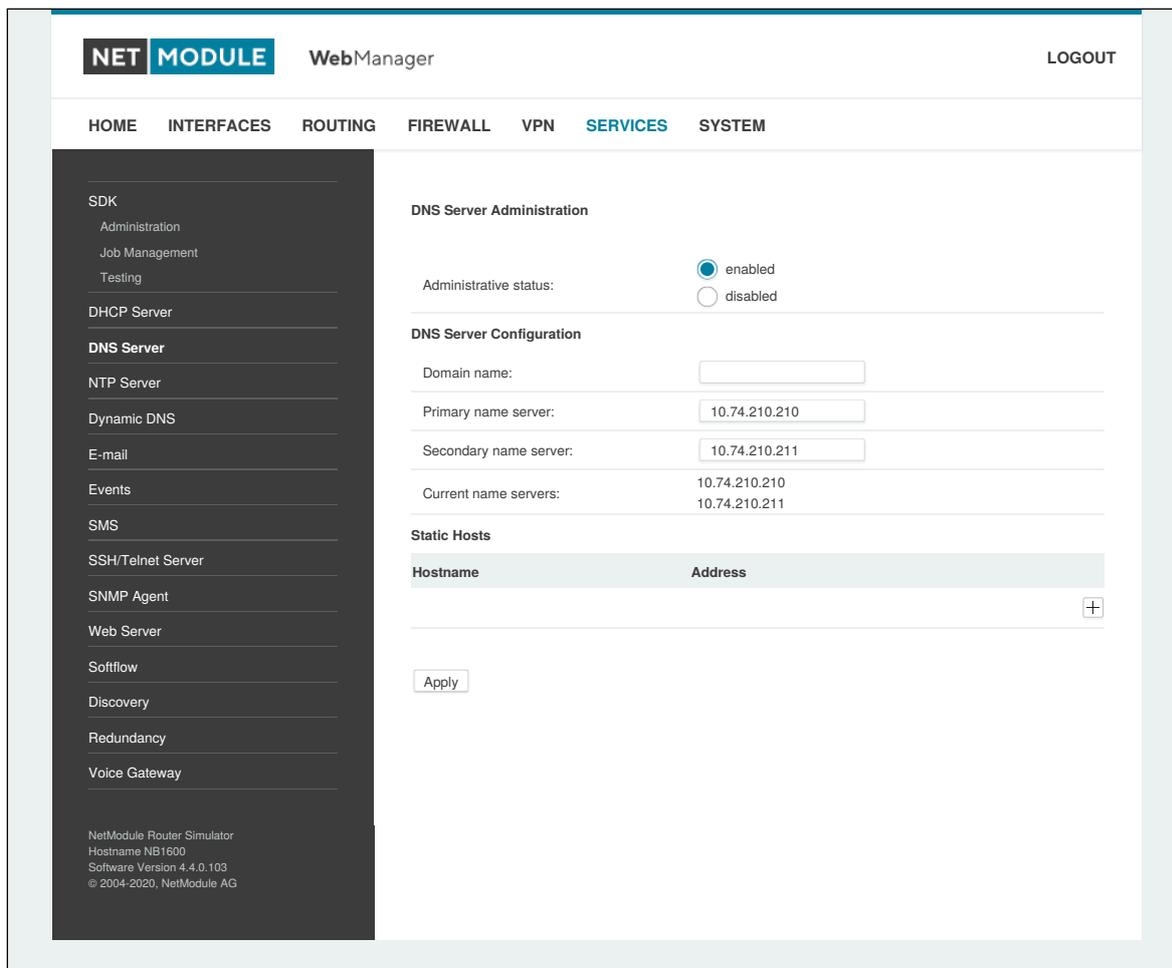 NET MODULE WebManager LOGOUT
HOME INTERFACES ROUTING FIREWALL VPN SERVICES SYSTEM
SDK
Administration
Job Management
Testing
DHCP Server
DNS Server
NTP Server
Dynamic DNS
E-mail
Events
SMS
SSH/Telnet Server
SNMP Agent
Web Server
Softflow
Discovery
Redundancy
Voice Gateway
NetModule Router Simulator
Hostname NB1600
Software Version 4.4.0.103
© 2004-2020, NetModule AG
DNS Server Administration
Administrative status:
enabled
disabled
DNS Server Configuration
Domain name:
Primary name server: 10.74.210.210
Secondary name server: 10.74.210.211
Current name servers:
10.74.210.210
10.74.210.211
Static Hosts
Hostname Address
Apply